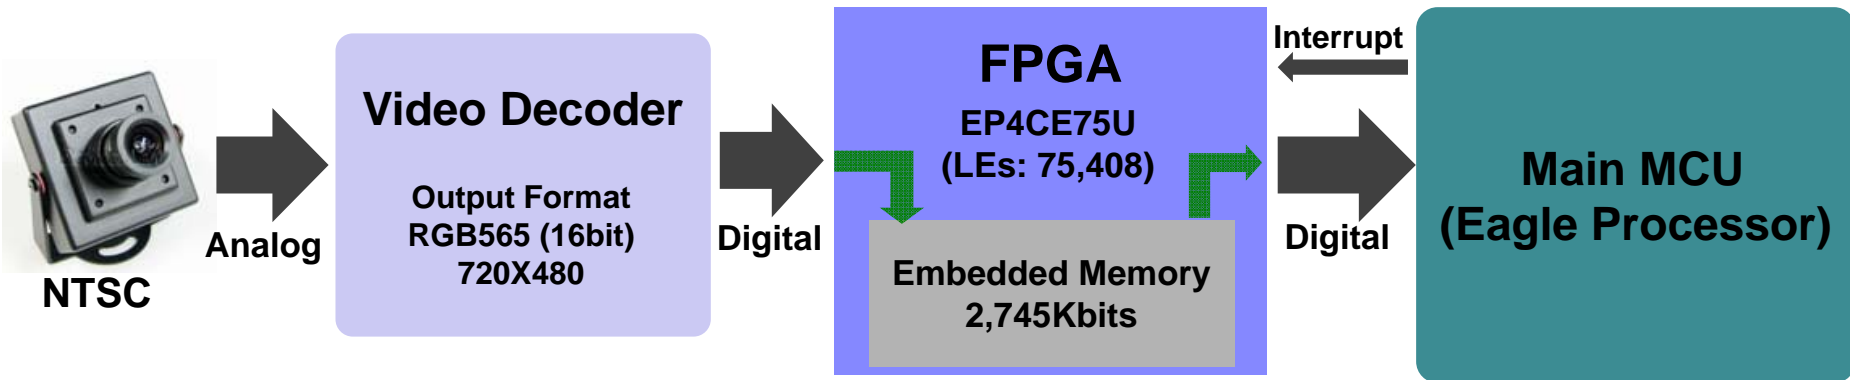 NTSC
Analog
Video Decoder
Output Format
RGB565 (16bit)
720X480
Digital
FPGA
EP4CE75U
(LEs: 75,408)
Embedded Memory
2,745Kbits
Interrupt
Digital
Main MCU
(Eagle Processor)